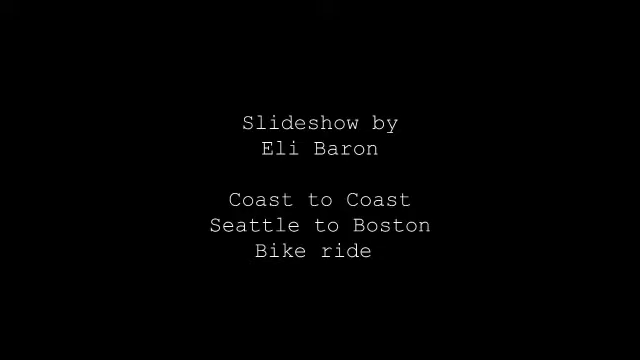 Slideshow by
Eli Baron
Coast to Coast
Seattle to Boston
Bike ride